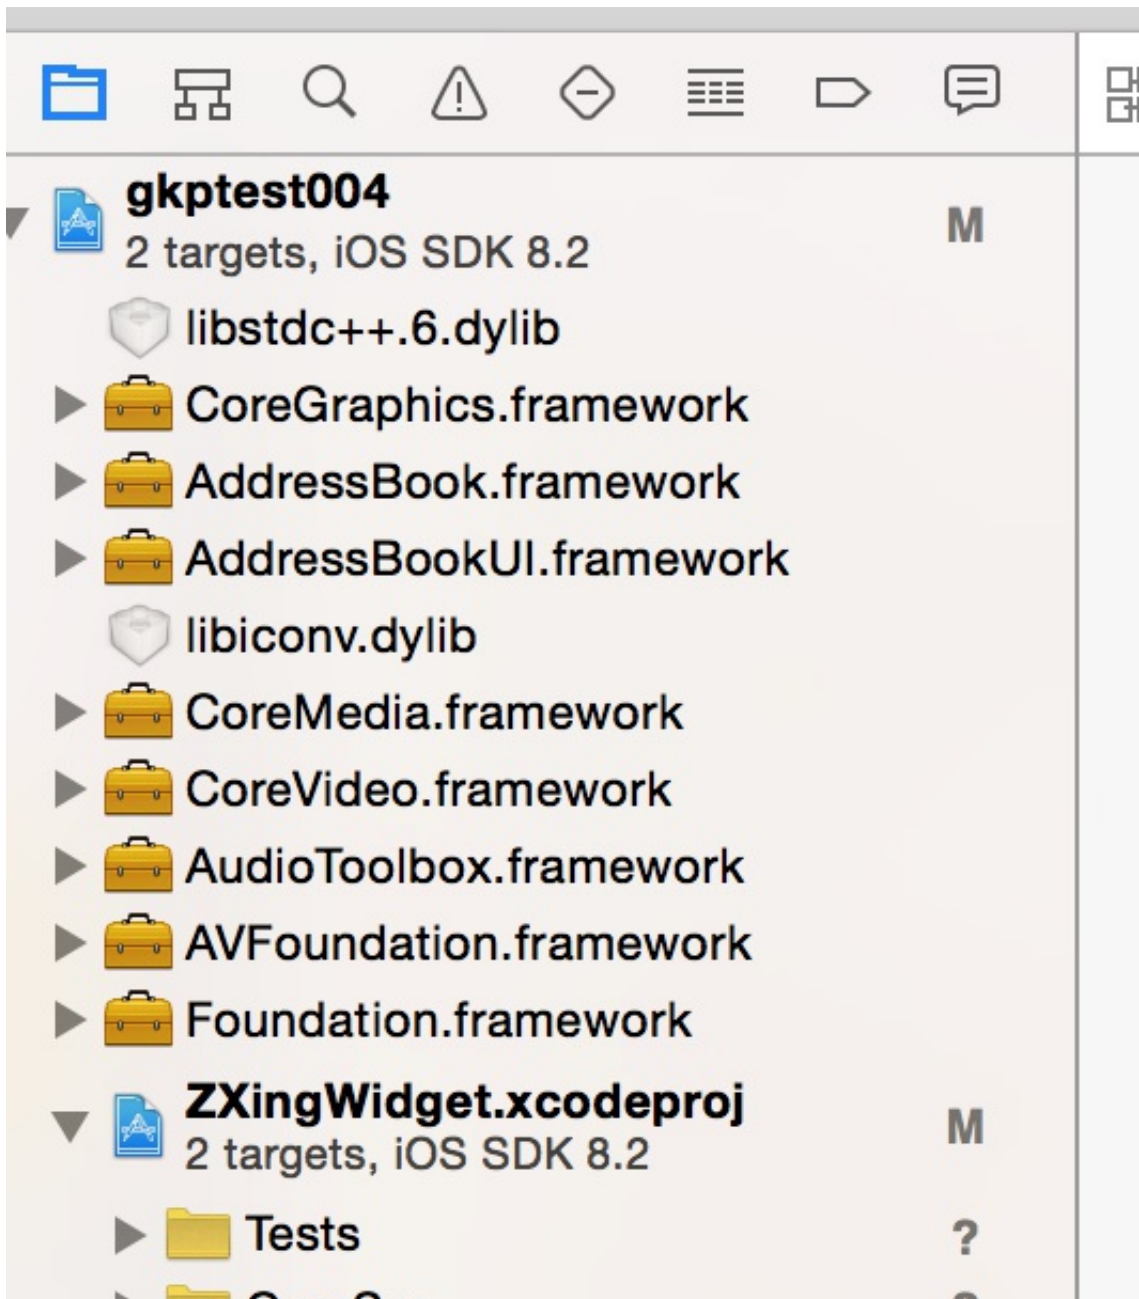 gkptest004
M
2 targets, iOS SDK 8.2
libstdc++.6.dylib
CoreGraphics.framework
AddressBook.framework
AddressBookUI.framework
libiconv.dylib
CoreMedia.framework
CoreVideo.framework
AudioToolbox.framework
AVFoundation.framework
Foundation.framework
ZXingWidget.xcodeproj
M
2 targets, iOS SDK 8.2
Tests
?